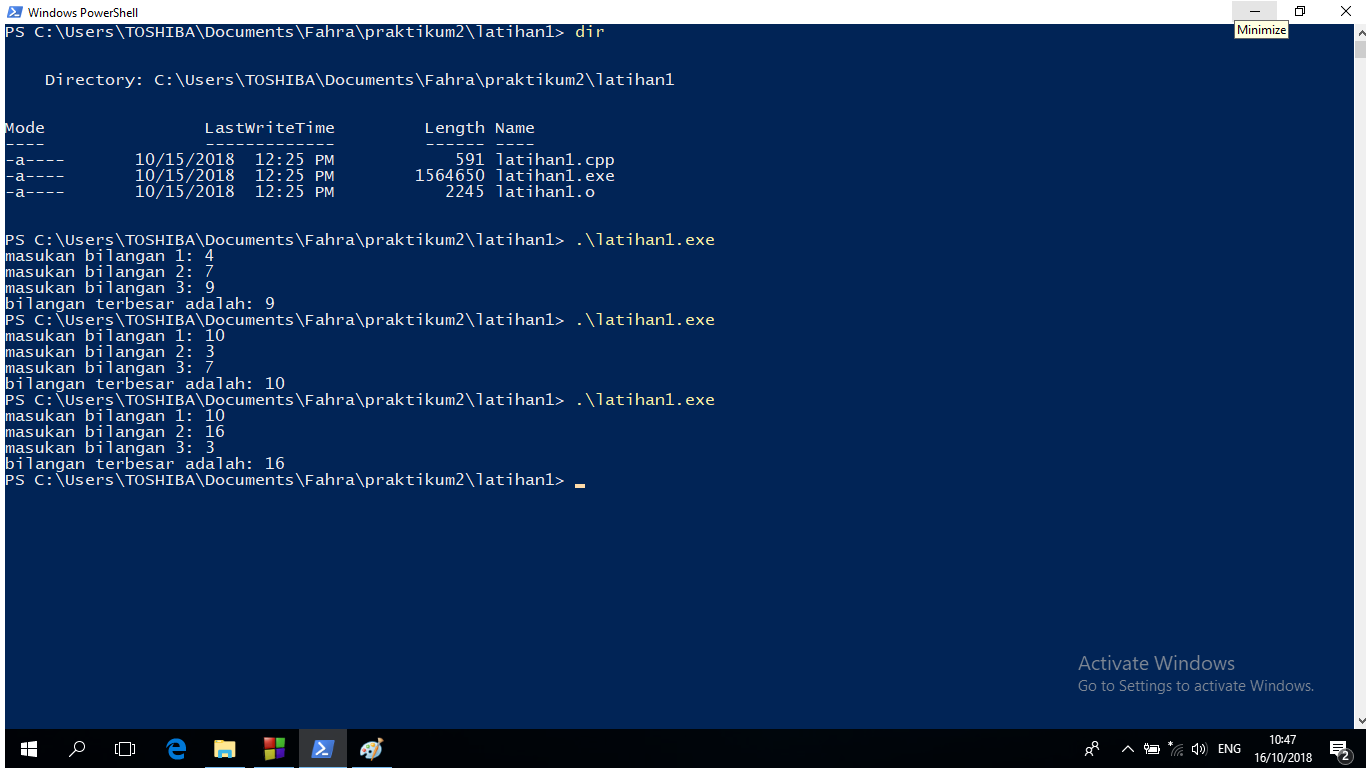 Windows PowerShell
Minimize
PS C:\Users\TOSHIBA\Documents\Fahra\praktikum2\latihan1> dir
Directory: C:\Users\TOSHIBA\Documents\Fahra\praktikum2\latihan1
Mode                LastWriteTime         Length Name
----                -------------         ------ ----
-a----       10/15/2018  12:25 PM            591 latihan1.cpp
-a----       10/15/2018  12:25 PM        1564650 latihan1.exe
-a----       10/15/2018  12:25 PM           2245 latihan1.o
PS C:\Users\TOSHIBA\Documents\Fahra\praktikum2\latihan1> .\latihan1.exe
masukan bilangan 1: 4
masukan bilangan 2: 7
masukan bilangan 3: 9
bilangan terbesar adalah: 9
PS C:\Users\TOSHIBA\Documents\Fahra\praktikum2\latihan1> .\latihan1.exe
masukan bilangan 1: 10
masukan bilangan 2: 3
masukan bilangan 3: 7
bilangan terbesar adalah: 10
PS C:\Users\TOSHIBA\Documents\Fahra\praktikum2\latihan1> .\latihan1.exe
masukan bilangan 1: 10
masukan bilangan 2: 16
masukan bilangan 3: 3
bilangan terbesar adalah: 16
PS C:\Users\TOSHIBA\Documents\Fahra\praktikum2\latihan1> _
Activate Windows
Go to Settings to activate Windows.
ENG
10:47
16/10/2018
2